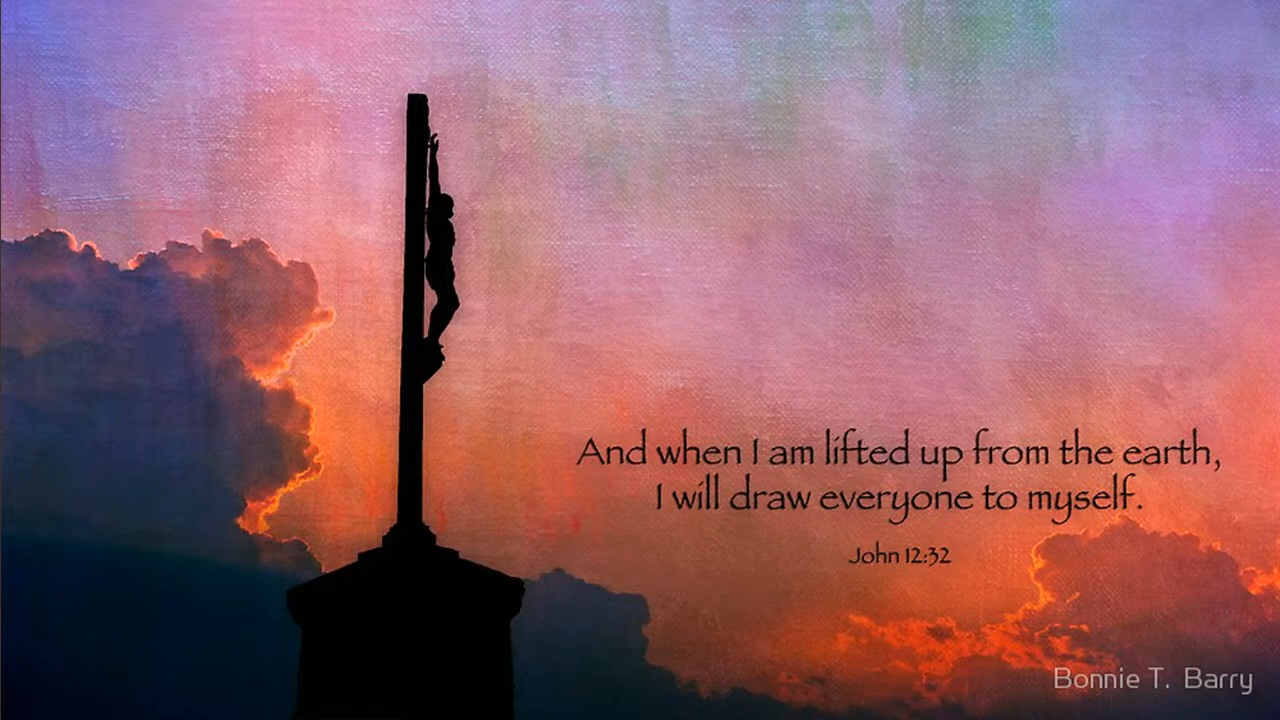 And when I am lifted up from the earth,
I will draw everyone to myself.
John 12:32
Bonnie T. Barry